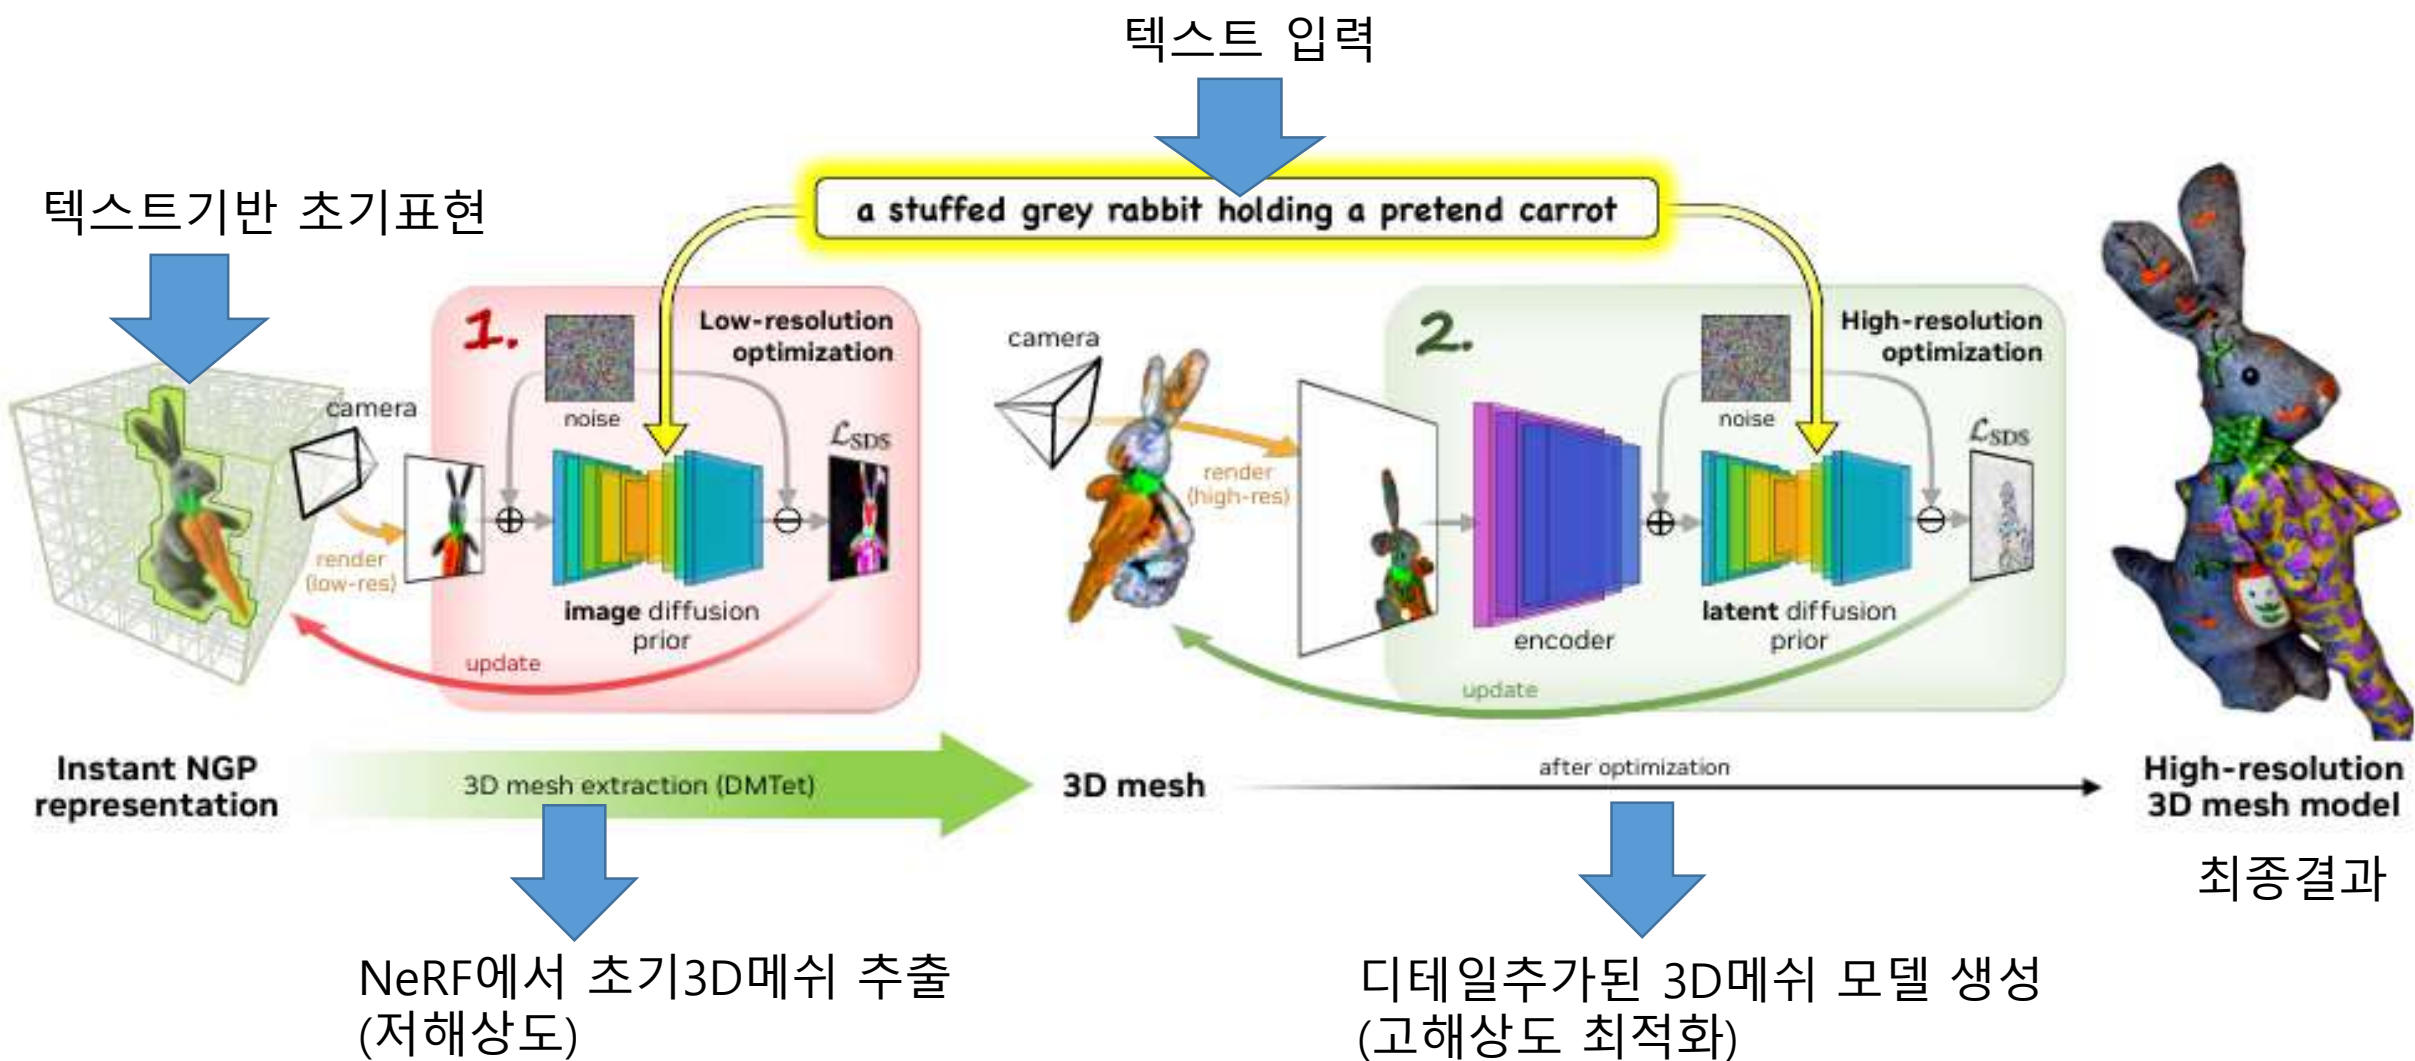 텍스트 입력
텍스트기반 초기표현
a stuffed grey rabbit holding a pretend carrot
1.
Low-resolution
optimization
noise
camera
render
(low-res)
ℒSDS
image diffusion
prior
update
camera
render
(high-res)
2.
High-resolution
optimization
noise
ℒSDS
encoder
latent diffusion
prior
update
Instant NGP
representation
3D mesh extraction (DMTet)
3D mesh
after optimization
High-resolution
3D mesh model
최종결과
NeRF에서 초기3D메쉬 추출
(저해상도)
디테일추가된 3D메쉬 모델 생성
(고해상도 최적화)